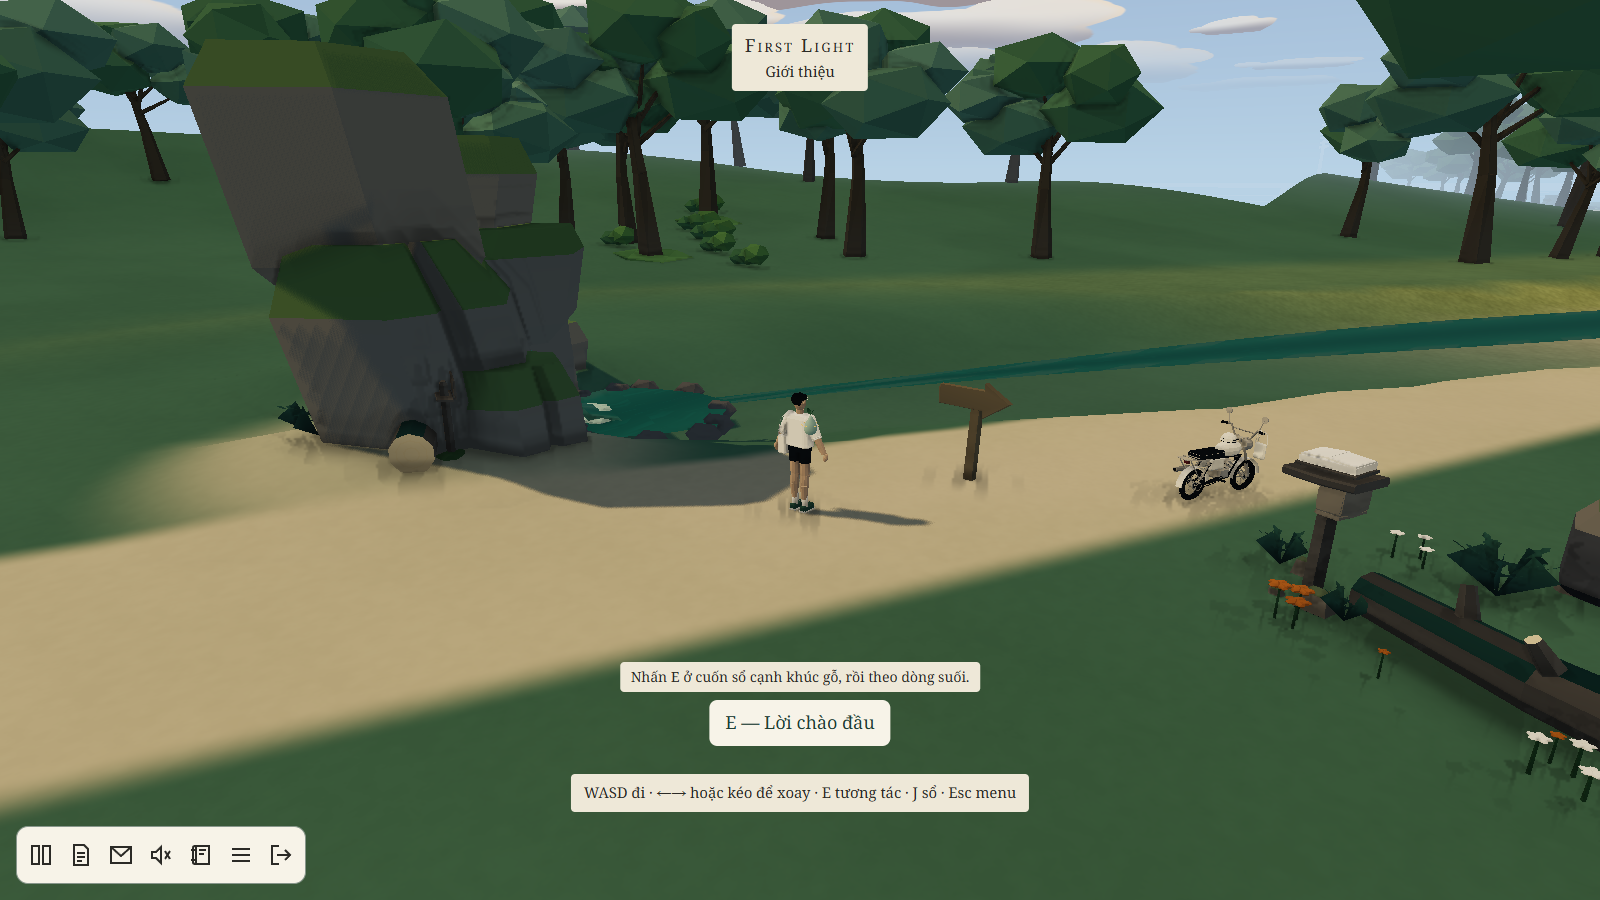 First Light
Giới thiệu
Nhấn E ở cuốn sổ cạnh khúc gỗ, rồi theo dòng suối.
E — Lời chào đầu
WASD đi · ←→ hoặc kéo để xoay · E tương tác · J sổ · Esc menu